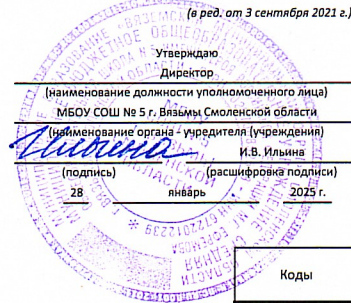 (в ред. от 3 сентября 2021 г.)
Утверждаю
Директор
(наименование должности уполномоченного лица)
МБОУ СОШ № 5 г. Вязьмы Смоленской области
(наименование органа - учредителя (учреждения)
Ильина И.В. Ильина
(подпись) (расшифровка подписи)
28 январь 2025 г.
Коды